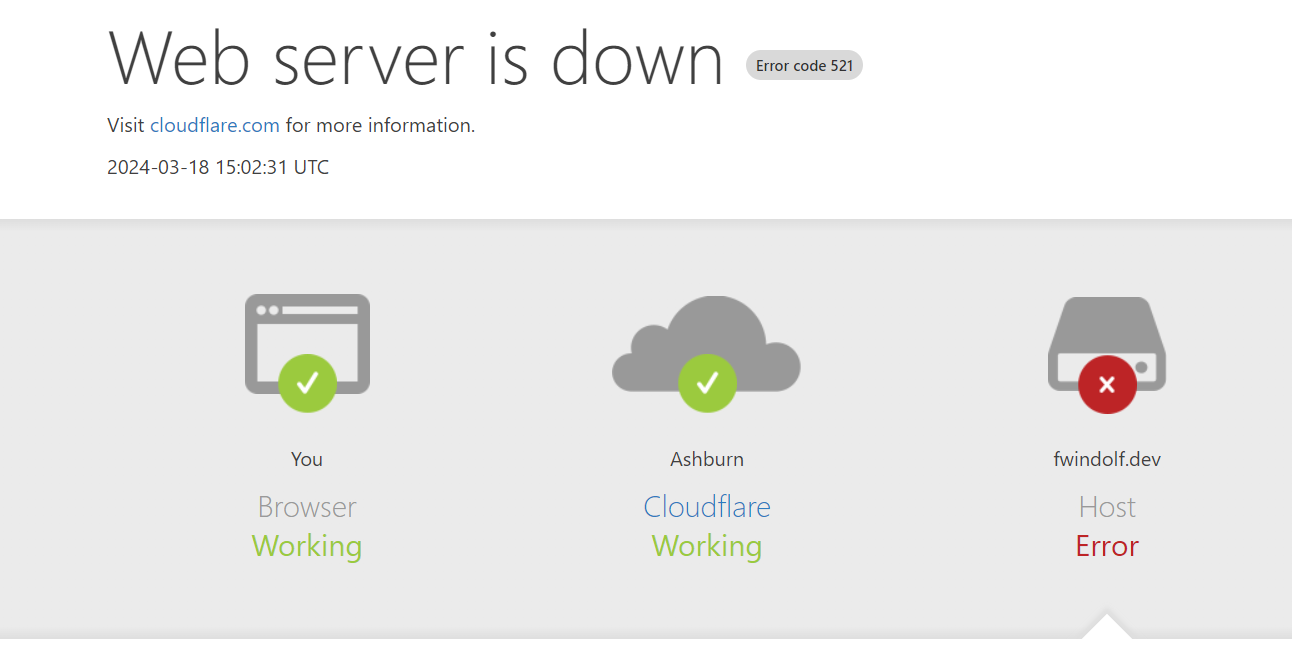 Web server is down Error code 521
Visit cloudflare.com for more information.
2024-03-18 15:02:31 UTC
You
Browser
Working
Ashburn
Cloudflare
Working
fwindolf.dev
Host
Error